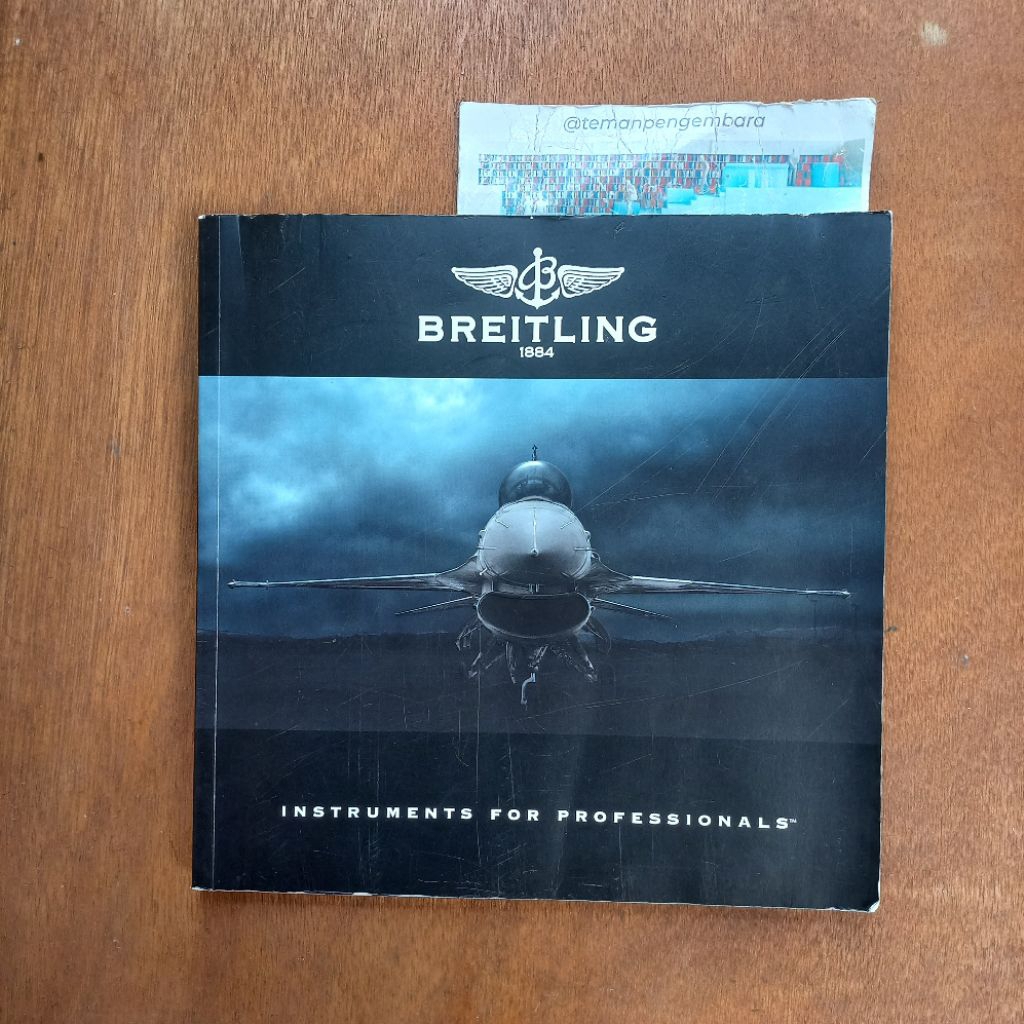 @temanpengembara
B
BREITLING
1884
INSTRUMENTS FOR PROFESSIONALS™